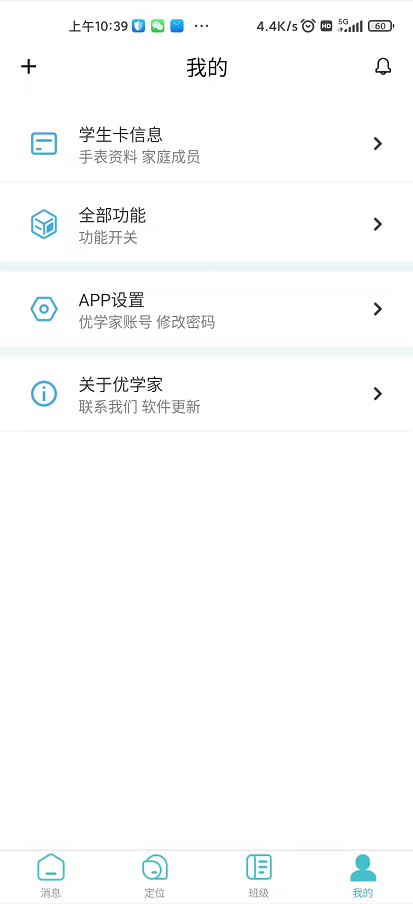 上午10:39 ··· 4.4K/s HD 5G 60
我的
学生卡信息
手表资料 家庭成员
全部功能
功能开关
APP设置
优学家账号 修改密码
关于优学家
联系我们 软件更新
消息 定位 班级 我的